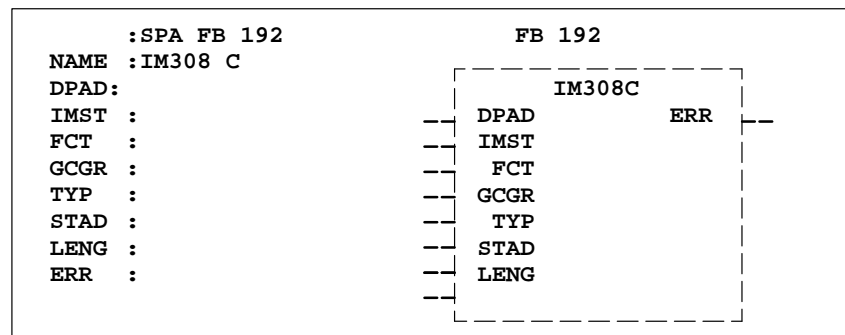 :SPA FB 192
NAME :IM308 C
DPAD:
IMST :
FCT :
GCGR :
TYP :
STAD :
LENG :
ERR :
FB 192
IM308C
DPAD ERR
IMST
FCT
GCGR
TYP
STAD
LENG